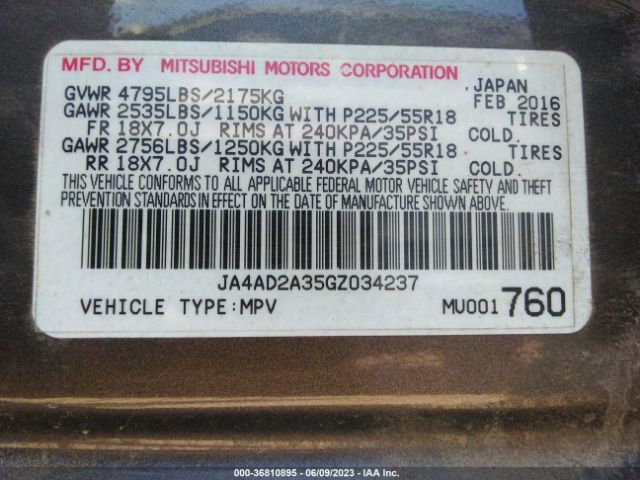 MFD. BY MITSUBISHI MOTORS CORPORATION
GVWR 4795LBS/2175KG JAPAN FEB 2016
GAWR 2535LBS/1150KG WITH P225/55R18 TIRES
FR 18X7.0J RIMS AT 240KPA/35PSI COLD.
GAWR 2756LBS/1250KG WITH P225/55R18 TIRES
RR 18X7.0J RIMS AT 240KPA/35PSI COLD.
THIS VEHICLE CONFORMS TO ALL APPLICABLE FEDERAL MOTOR VEHICLE SAFETY AND THEFT
PREVENTION STANDARDS IN EFFECT ON THE DATE OF MANUFACTURE SHOWN ABOVE.
JA4AD2A35GZ034237
VEHICLE TYPE:MPV MU001760
000-36810895 - 06/09/2023 - IAA Inc.